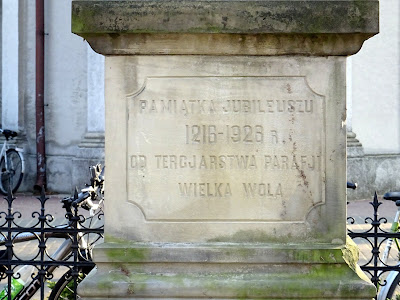 PAMIĄTKA JUBILEUSZU
1216-1926 R.
OD TERCJARSTWA PARAFJI
WIELKA WOLA